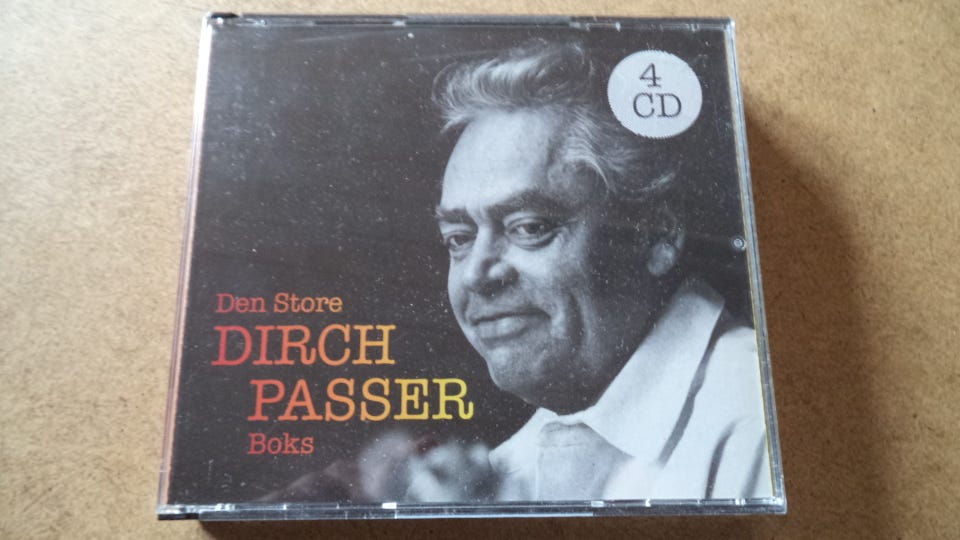 4
CD
Den Store
DIRCH
PASSER
Boks